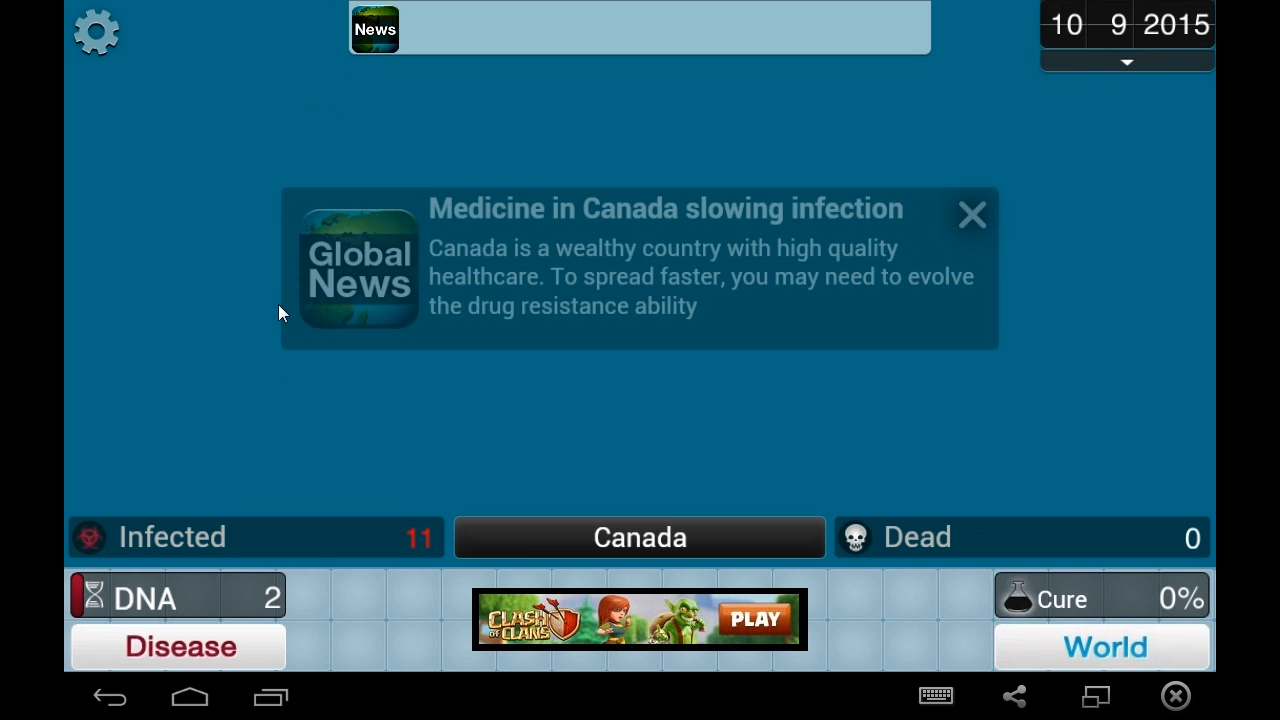 News
10 9 2015
Global
News
Medicine in Canada slowing infection
Canada is a wealthy country with high quality
healthcare. To spread faster, you may need to evolve
the drug resistance ability
Infected 11
Canada
Dead 0
DNA 2
Cure 0%
CLASH
OF CLANS
PLAY
Disease
World